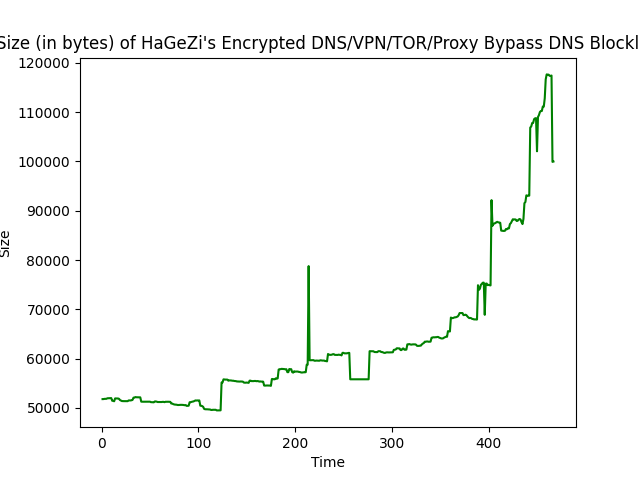 Size (in bytes) of HaGeZi's Encrypted DNS/VPN/TOR/Proxy Bypass DNS Blockl
120000
110000
100000
90000
80000
70000
60000
50000
Size
0 100 200 300 400
Time